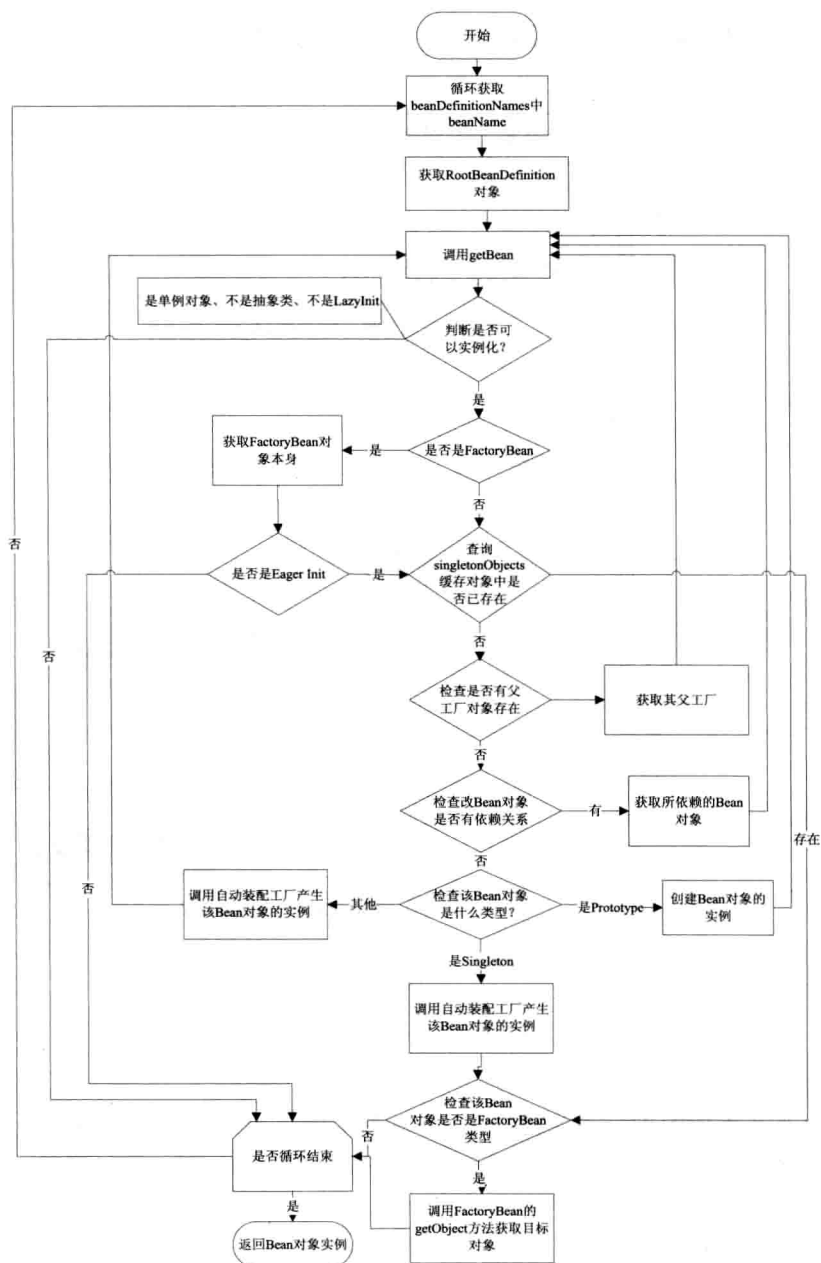 开始
循环获取
beanDefinitionNames中
beanName
获取RootBeanDefinition
对象
调用getBean
是单例对象、不是抽象类、不是LazyInit
判断是否可
以实例化?
是
获取FactoryBean对
象本身
是
是否是FactoryBean
否
否
是否是Eager Init
是
查询
singletonObjects
缓存对象中是
否已存在
否
否
检查是否有父
工厂对象存在
获取其父工厂
否
检查改Bean对象
是否有依赖关系
有
获取所依赖的Bean
对象
存在
否
否
调用自动装配工厂产生
该Bean对象的实例
其他
检查该Bean对象
是什么类型?
是Prototype
创建Bean对象的
实例
是Singleton
调用自动装配工厂产生
该Bean对象的实例
检查该Bean
对象是否是FactoryBean
类型
否
是否循环结束
是
是
调用FactoryBean的
getObject方法获取目标
对象
返回Bean对象实例